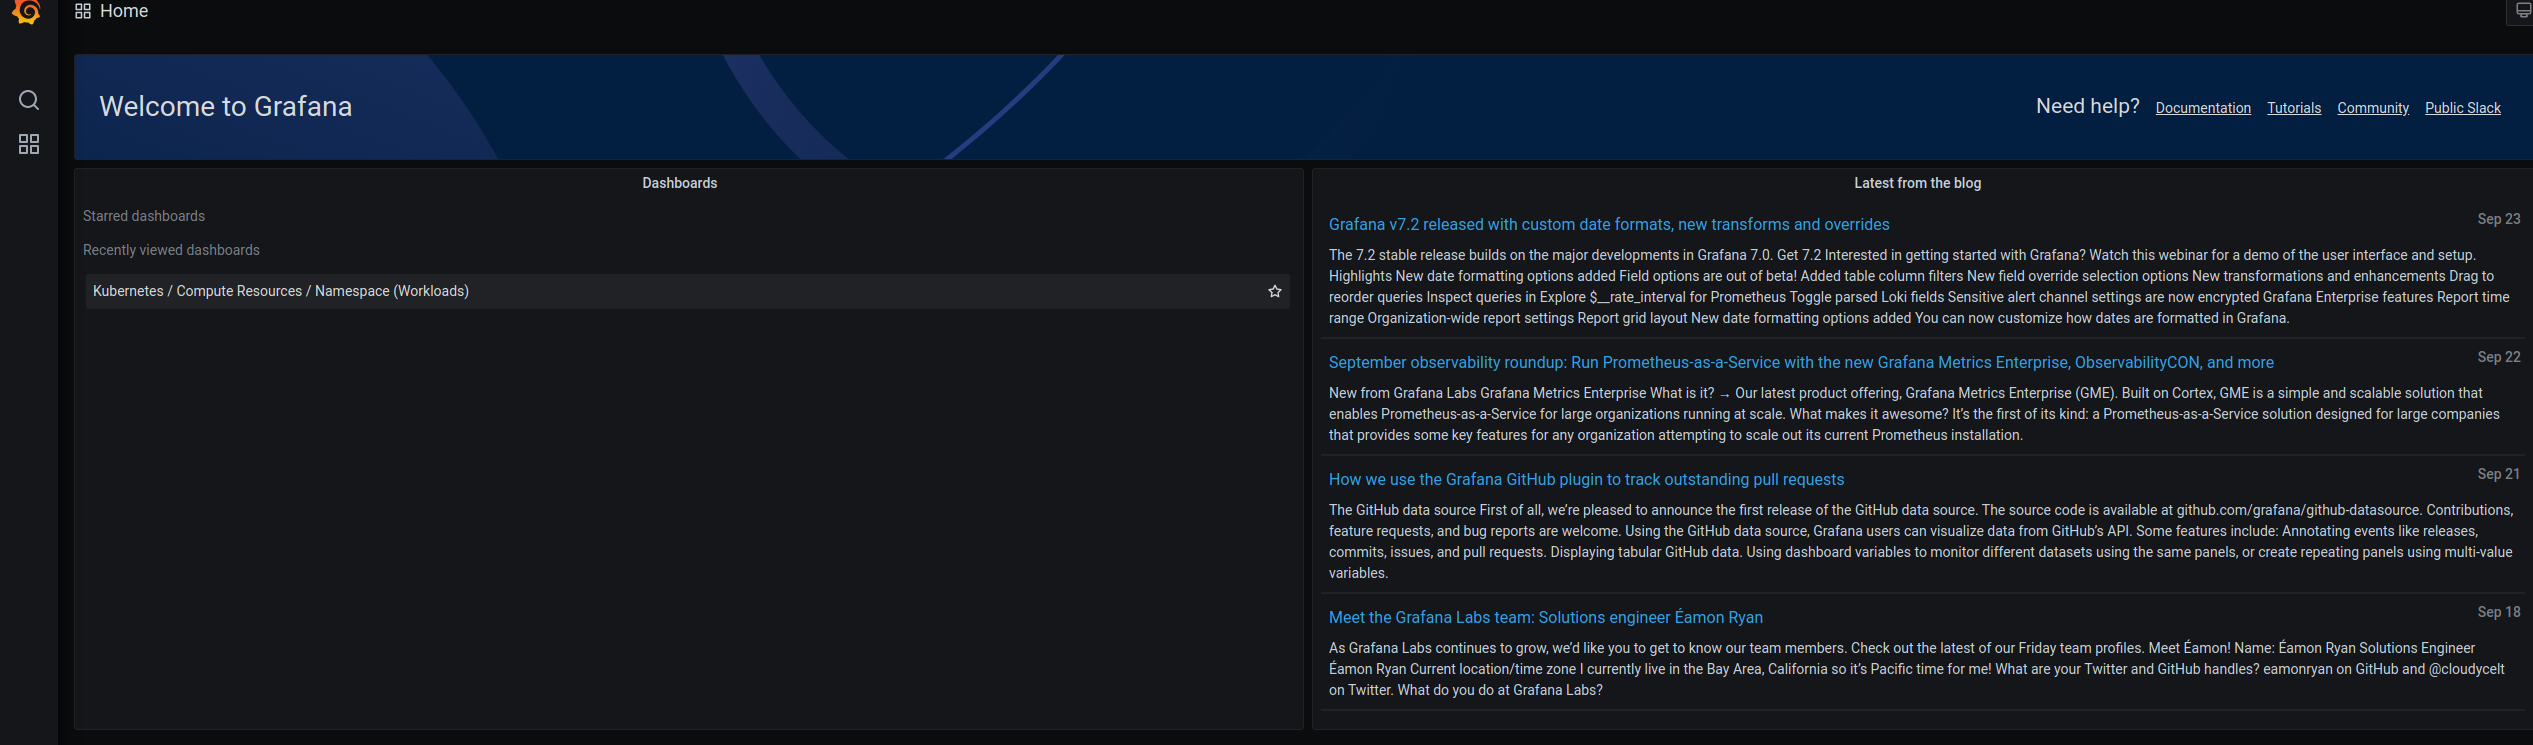 Home
Welcome to Grafana
Need help? Documentation Tutorials Community Public Slack
Dashboards
Starred dashboards
Recently viewed dashboards
Kubernetes / Compute Resources / Namespace (Workloads)
Latest from the blog
Grafana v7.2 released with custom date formats, new transforms and overrides
Sep 23
The 7.2 stable release builds on the major developments in Grafana 7.0. Get 7.2 Interested in getting started with Grafana? Watch this webinar for a demo of the user interface and setup.
Highlights New date formatting options added Field options are out of beta! Added table column filters New field override selection options New transformations and enhancements Drag to
reorder queries Inspect queries in Explore $__rate_interval for Prometheus Toggle parsed Loki fields Sensitive alert channel settings are now encrypted Grafana Enterprise features Report time
range Organization-wide report settings Report grid layout New date formatting options added You can now customize how dates are formatted in Grafana.
September observability roundup: Run Prometheus-as-a-Service with the new Grafana Metrics Enterprise, ObservabilityCON, and more
Sep 22
New from Grafana Labs Grafana Metrics Enterprise What is it? → Our latest product offering, Grafana Metrics Enterprise (GME). Built on Cortex, GME is a simple and scalable solution that
enables Prometheus-as-a-Service for large organizations running at scale. What makes it awesome? It’s the first of its kind: a Prometheus-as-a-Service solution designed for large companies
that provides some key features for any organization attempting to scale out its current Prometheus installation.
How we use the Grafana GitHub plugin to track outstanding pull requests
Sep 21
The GitHub data source First of all, we’re pleased to announce the first release of the GitHub data source. The source code is available at github.com/grafana/github-datasource. Contributions,
feature requests, and bug reports are welcome. Using the GitHub data source, Grafana users can visualize data from GitHub’s API. Some features include: Annotating events like releases,
commits, issues, and pull requests. Displaying tabular GitHub data. Using dashboard variables to monitor different datasets using the same panels, or create repeating panels using multi-value
variables.
Meet the Grafana Labs team: Solutions engineer Éamon Ryan
Sep 18
As Grafana Labs continues to grow, we’d like you to get to know our team members. Check out the latest of our Friday team profiles. Meet Éamon! Name: Éamon Ryan Solutions Engineer
Éamon Ryan Current location/time zone I currently live in the Bay Area, California so it’s Pacific time for me! What are your Twitter and GitHub handles? eamonryan on GitHub and @cloudycelt
on Twitter. What do you do at Grafana Labs?